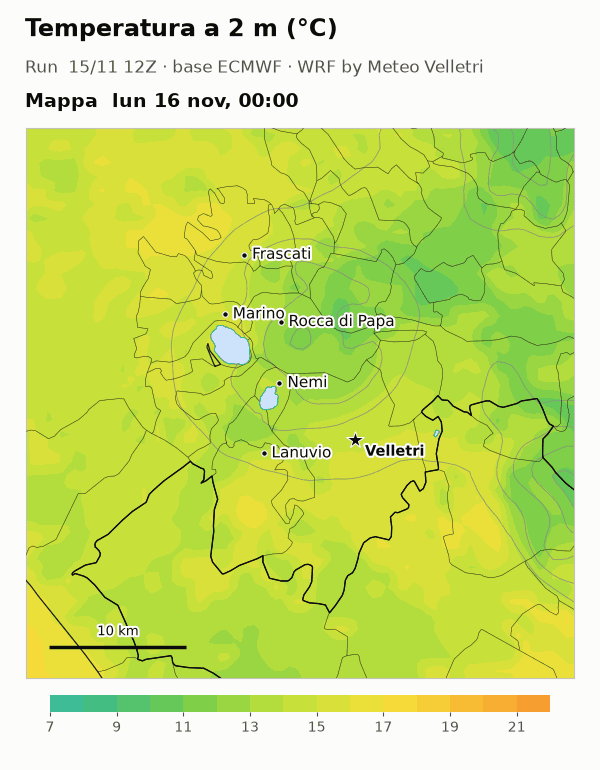 Temperatura a 2 m (°C)
Run  15/11 12Z · base ECMWF · WRF by Meteo Velletri
Mappa  lun 16 nov, 00:00
Frascati
Marino
Rocca di Papa
Nemi
Velletri
Lanuvio
10 km
7 9 11 13 15 17 19 21